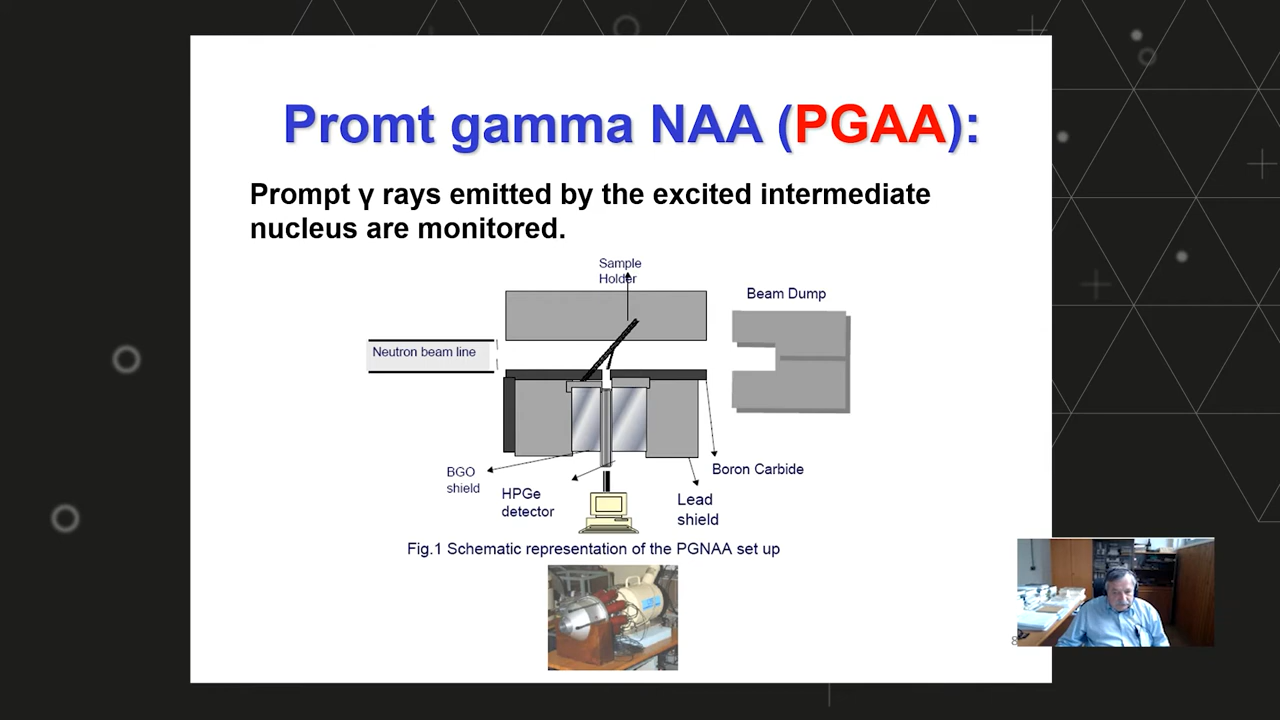 Promt gamma NAA (PGAA):
Prompt γ rays emitted by the excited intermediate
nucleus are monitored.
Sample
Holder
Beam Dump
Neutron beam line
BGO
shield
HPGe
detector
Boron Carbide
Lead
shield
Fig.1 Schematic representation of the PGNAA set up
8